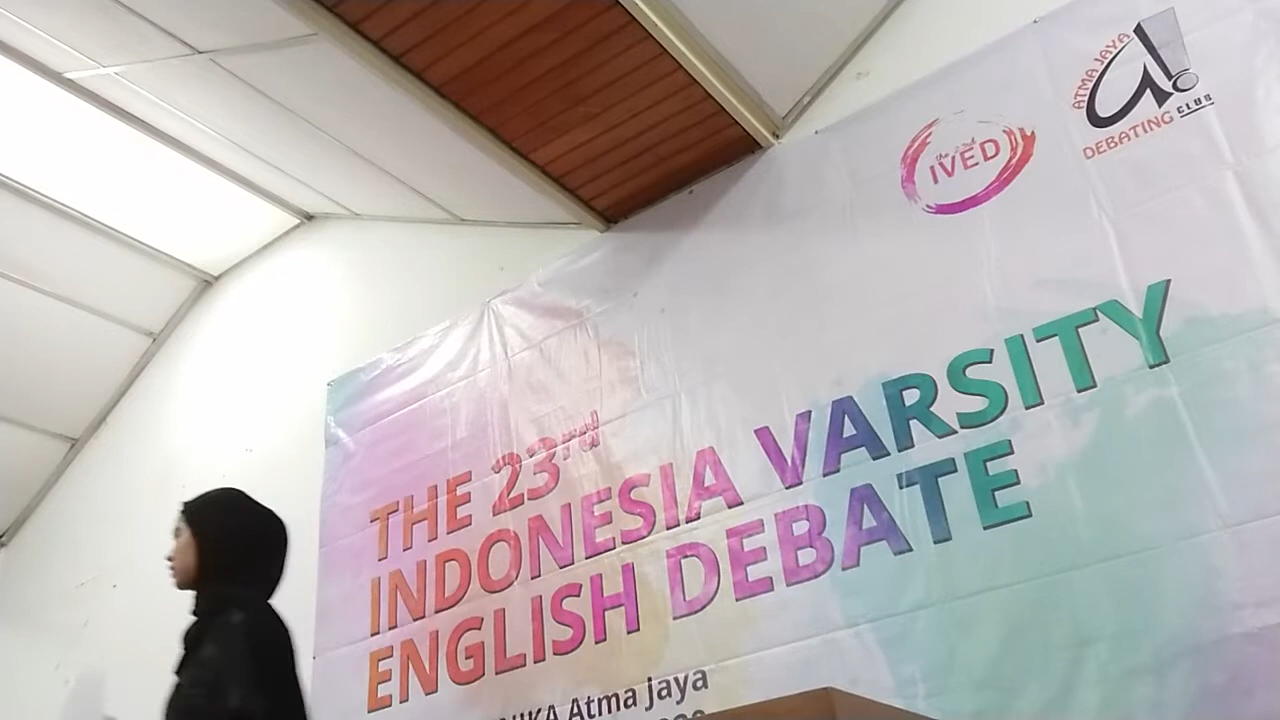 the 23rd
IVED
ATMA JAYA
a!
DEBATING CLUB
THE 23rd
INDONESIA VARSITY
ENGLISH DEBATE
Atma Jaya